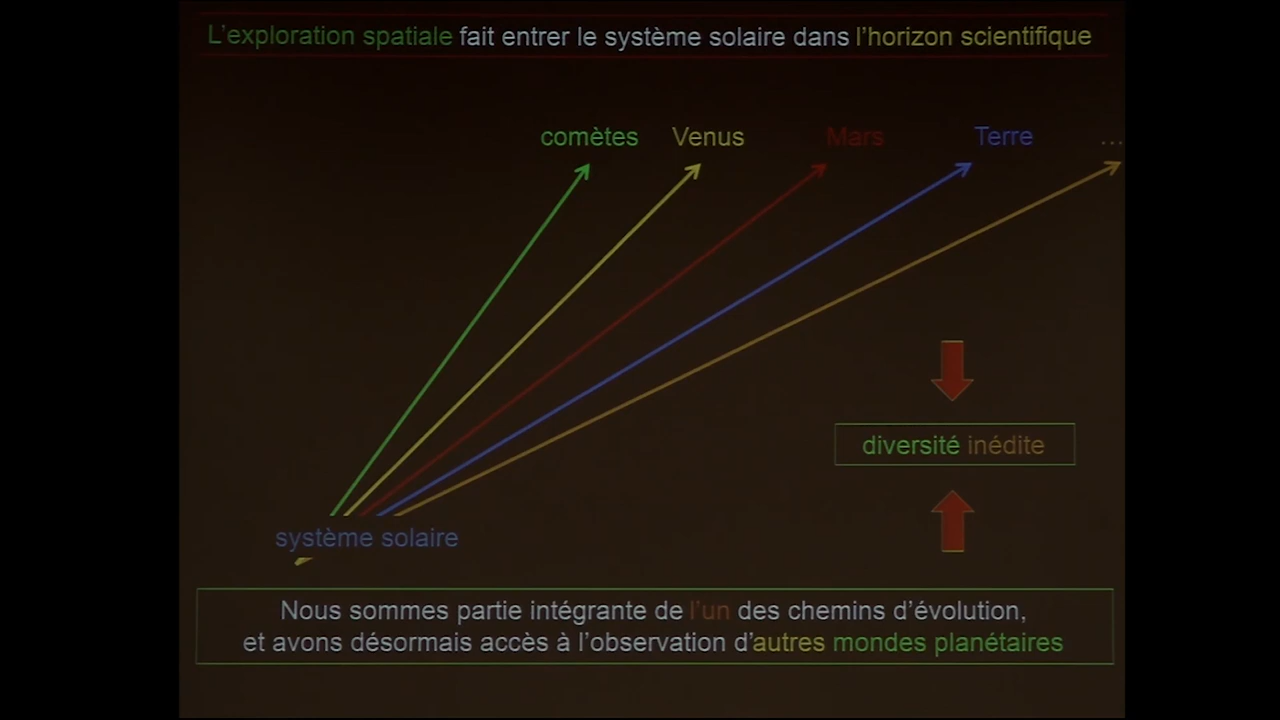 L'exploration spatiale fait entrer le système solaire dans l'horizon scientifique
comètes Venus Mars Terre ...
diversité inédite
système solaire
Nous sommes partie intégrante de l'un des chemins d'évolution,
et avons désormais accès à l'observation d'autres mondes planétaires